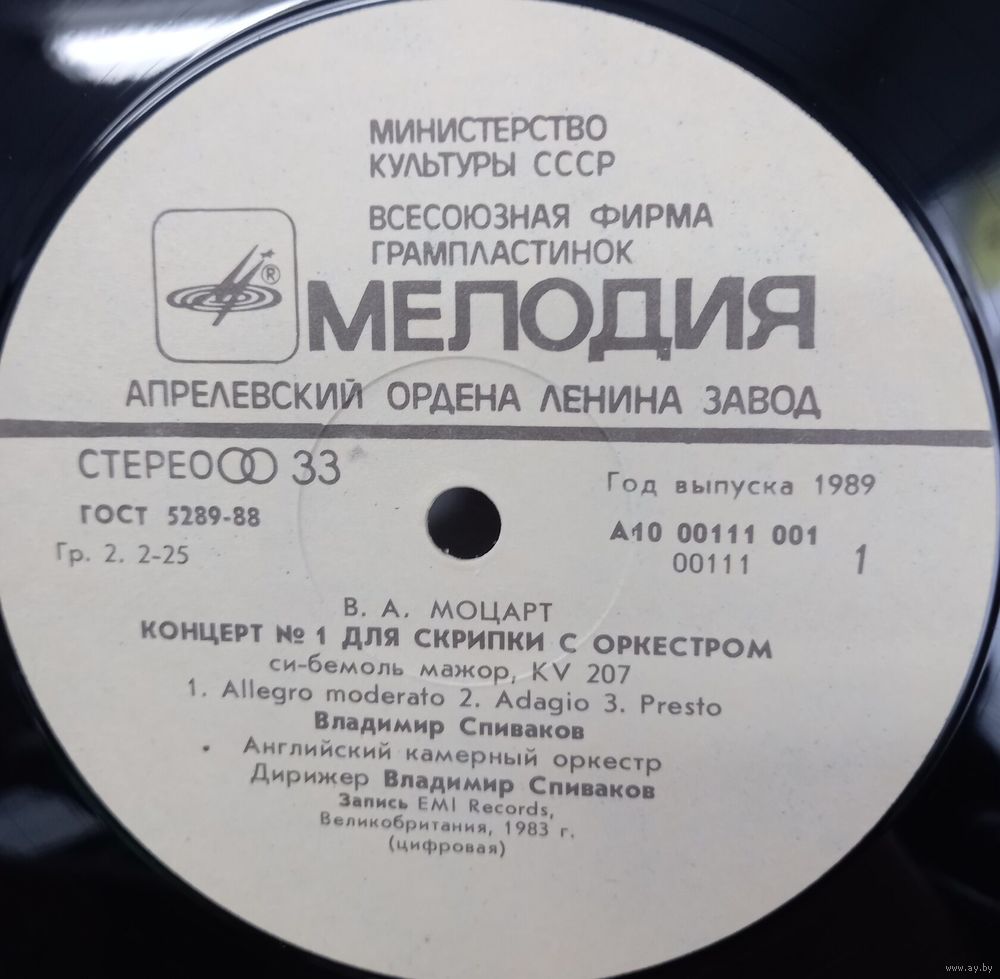 МИНИСТЕРСТВО
КУЛЬТУРЫ СССР
ВСЕСОЮЗНАЯ ФИРМА
ГРАМПЛАСТИНОК
®
МЕЛОДИЯ
АПРЕЛЕВСКИЙ ОРДЕНА ЛЕНИНА ЗАВОД
СТЕРЕО 33
ГОСТ 5289-88
Гр. 2. 2-25
Год выпуска 1989
А10 00111 001
00111
1
В. А. МОЦАРТ
КОНЦЕРТ № 1 ДЛЯ СКРИПКИ С ОРКЕСТРОМ
си-бемоль мажор, KV 207
1. Allegro moderato 2. Adagio 3. Presto
Владимир Спиваков
Английский камерный оркестр
Дирижер Владимир Спиваков
Запись EMI Records,
Великобритания, 1983 г.
(цифровая)
www.ay.by